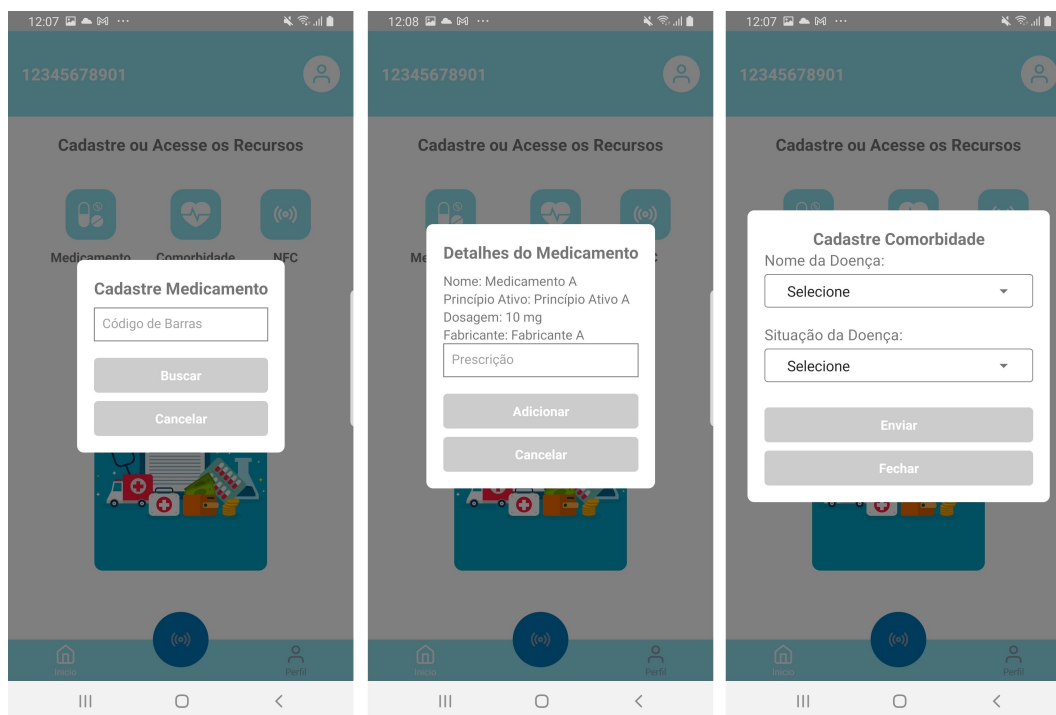 12:07
12345678901
Cadastre ou Acesse os Recursos
Medicamento Comorbidade NFC
Cadastre Medicamento
Código de Barras
Buscar
Cancelar
Início Perfil
12:08
12345678901
Cadastre ou Acesse os Recursos
Me
Detalhes do Medicamento
Nome: Medicamento A
Princípio Ativo: Princípio Ativo A
Dosagem: 10 mg
Fabricante: Fabricante A
Prescrição
Adicionar
Cancelar
Início Perfil
12:07
12345678901
Cadastre ou Acesse os Recursos
Cadastre Comorbidade
Nome da Doença:
Selecione
Situação da Doença:
Selecione
Enviar
Fechar
Início Perfil